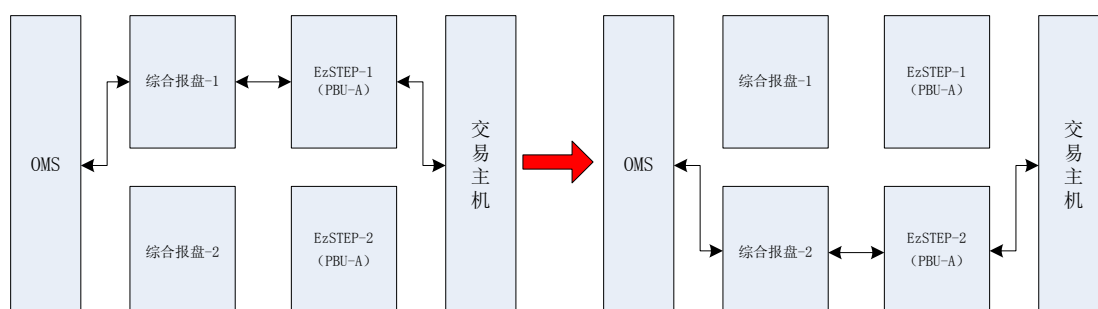 OMS
综合报盘-1
EzSTEP-1
（PBU-A）
综合报盘-2
EzSTEP-2
（PBU-A）
交易主机
OMS
综合报盘-1
EzSTEP-1
（PBU-A）
综合报盘-2
EzSTEP-2
（PBU-A）
交易主机